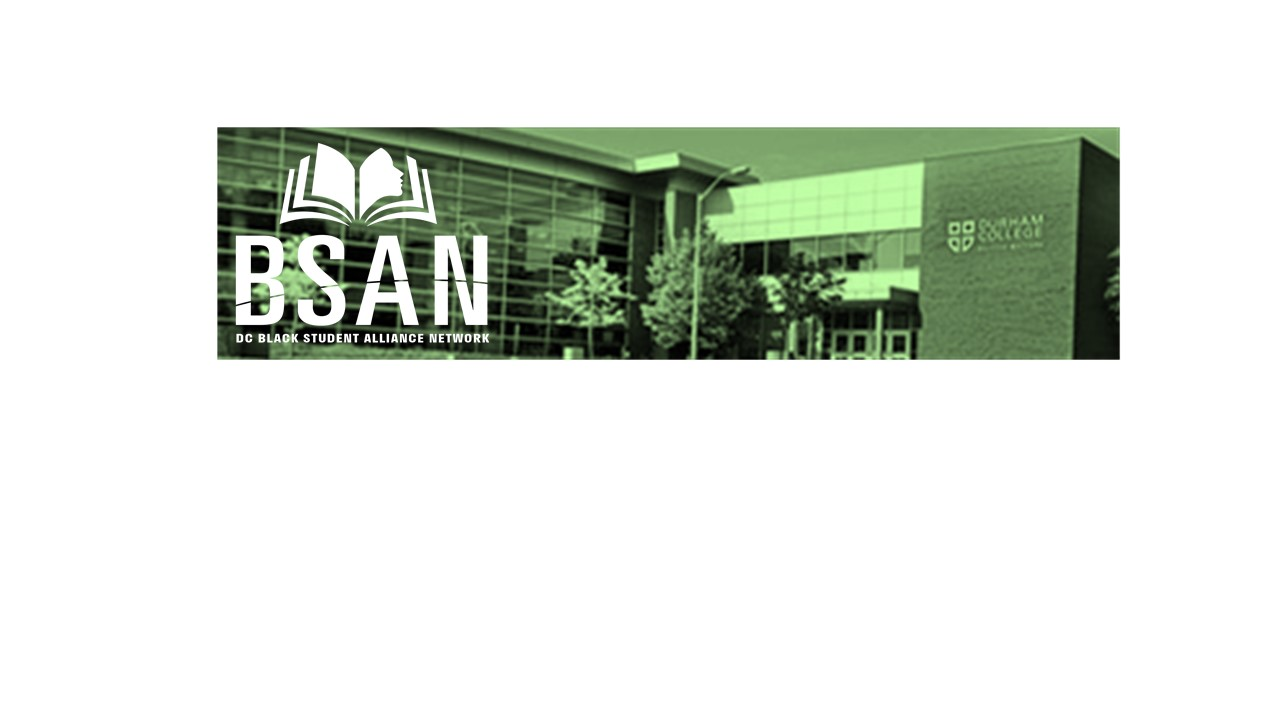 BSAN
DC BLACK STUDENT ALLIANCE NETWORK
DURHAM
COLLEGE